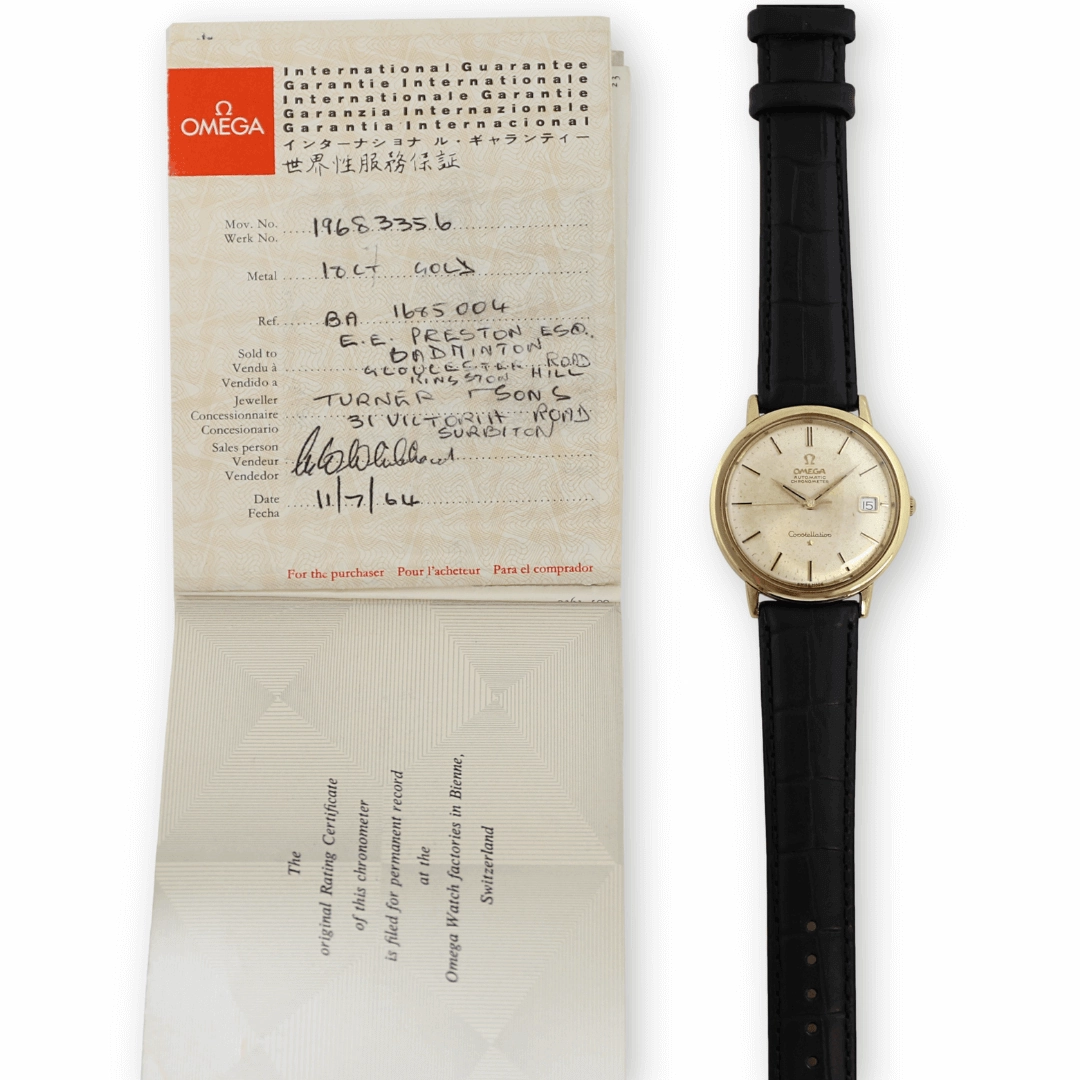 Ω
OMEGA
International Guarantee
Garantie Internationale
Internationale Garantie
Garanzia Internazionale
Garantia Internacional
インターナショナル・ギャランティー
世界性服務保証
Mov. No. 19683356
Werk No.
Metal 18 CT GOLD
Ref. BA 1685004
E.E. PRESTON ESQ.
Sold to BADMINTON
Vendu à GLOUCESTER ROAD
Vendido a KINGSTON HILL
Jeweller TURNER & SONS
Concessionnaire 31 VICTORIA ROAD
Concesionario SURBITON
Sales person
Vendeur
Vendedor
Date 11/7/64
Fecha
For the purchaser Pour l'acheteur Para el comprador
The
original Rating Certificate
of this chronometer
is filed for permanent record
at the
Omega Watch factories in Bienne,
Switzerland
23
Ω
OMEGA
AUTOMATIC
CHRONOMETER
15
Constellation